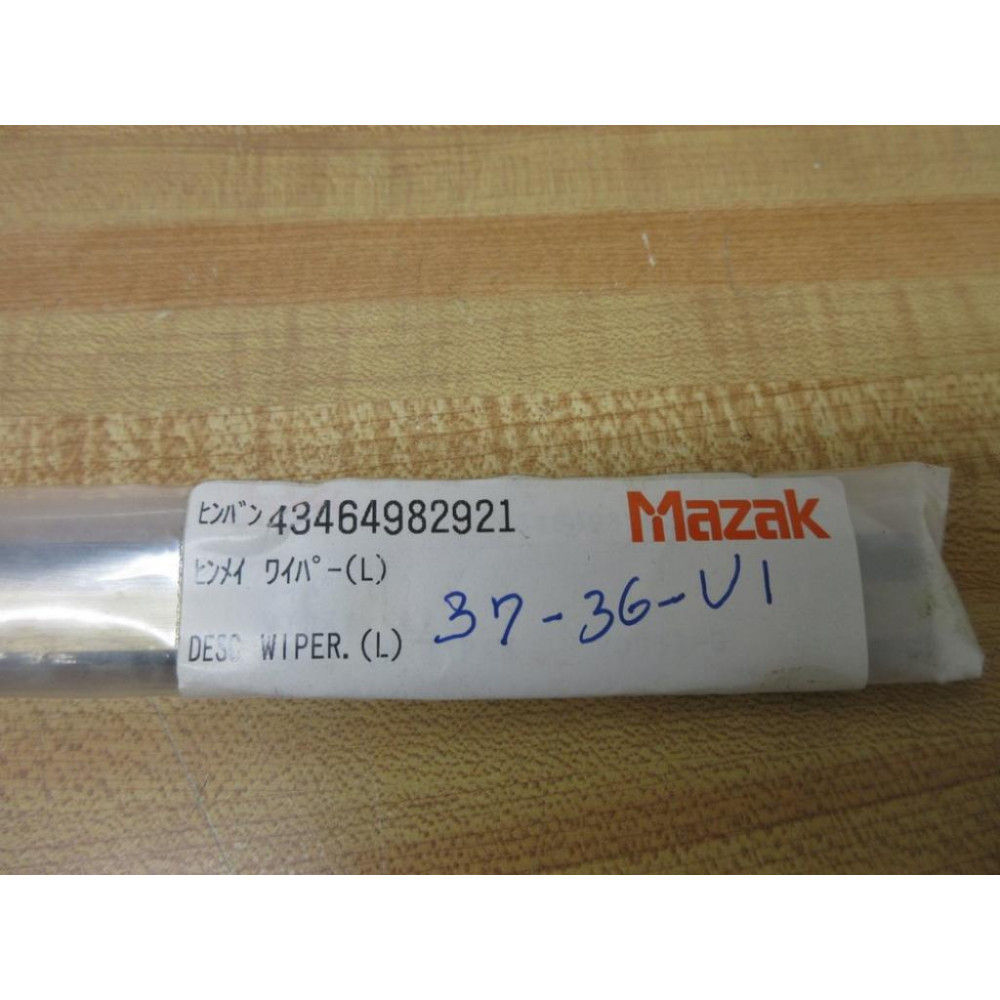 ﾋﾝﾊﾞﾝ 43464982921 Mazak
ﾋﾝﾒｲ ﾜｲﾊﾟｰ(L)
37-36-V1
DESC WIPER.(L)